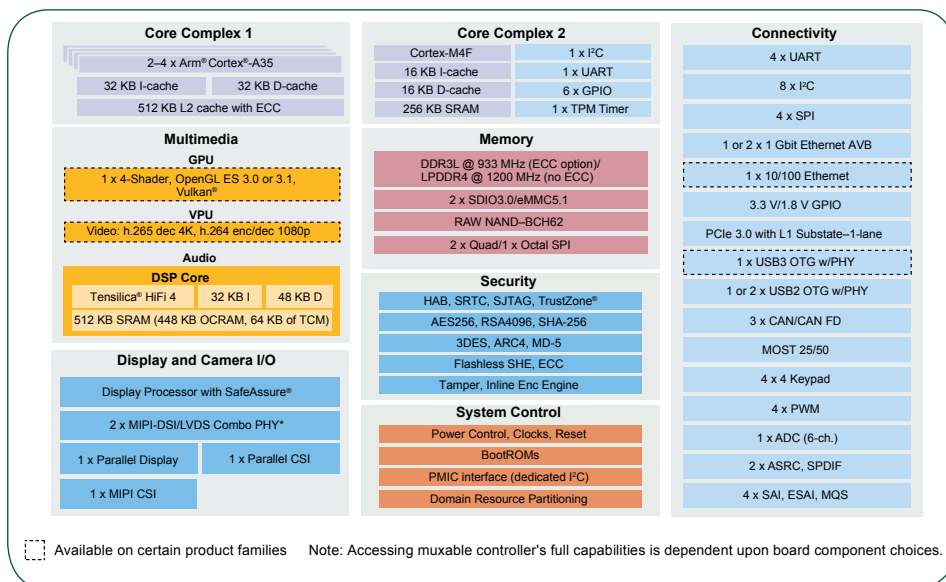 Core Complex 1
2–4 x Arm® Cortex®-A35
32 KB I-cache
32 KB D-cache
512 KB L2 cache with ECC
Multimedia
GPU
1 x 4-Shader, OpenGL ES 3.0 or 3.1,
Vulkan®
VPU
Video: h.265 dec 4K, h.264 enc/dec 1080p
Audio
DSP Core
Tensilica® HiFi 4
32 KB I
48 KB D
512 KB SRAM (448 KB OCRAM, 64 KB of TCM)
Display and Camera I/O
Display Processor with SafeAssure®
2 x MIPI-DSI/LVDS Combo PHY*
1 x Parallel Display
1 x Parallel CSI
1 x MIPI CSI
Core Complex 2
Cortex-M4F
1 x I²C
16 KB I-cache
1 x UART
16 KB D-cache
6 x GPIO
256 KB SRAM
1 x TPM Timer
Memory
DDR3L @ 933 MHz (ECC option)/
LPDDR4 @ 1200 MHz (no ECC)
2 x SDIO3.0/eMMC5.1
RAW NAND–BCH62
2 x Quad/1 x Octal SPI
Security
HAB, SRTC, SJTAG, TrustZone®
AES256, RSA4096, SHA-256
3DES, ARC4, MD-5
Flashless SHE, ECC
Tamper, Inline Enc Engine
System Control
Power Control, Clocks, Reset
BootROMs
PMIC interface (dedicated I²C)
Domain Resource Partitioning
Connectivity
4 x UART
8 x I²C
4 x SPI
1 or 2 x 1 Gbit Ethernet AVB
1 x 10/100 Ethernet
3.3 V/1.8 V GPIO
PCIe 3.0 with L1 Substate–1-lane
1 x USB3 OTG w/PHY
1 or 2 x USB2 OTG w/PHY
3 x CAN/CAN FD
MOST 25/50
4 x 4 Keypad
4 x PWM
1 x ADC (6-ch.)
2 x ASRC, SPDIF
4 x SAI, ESAI, MQS
Available on certain product families
Note: Accessing muxable controller's full capabilities is dependent upon board component choices.